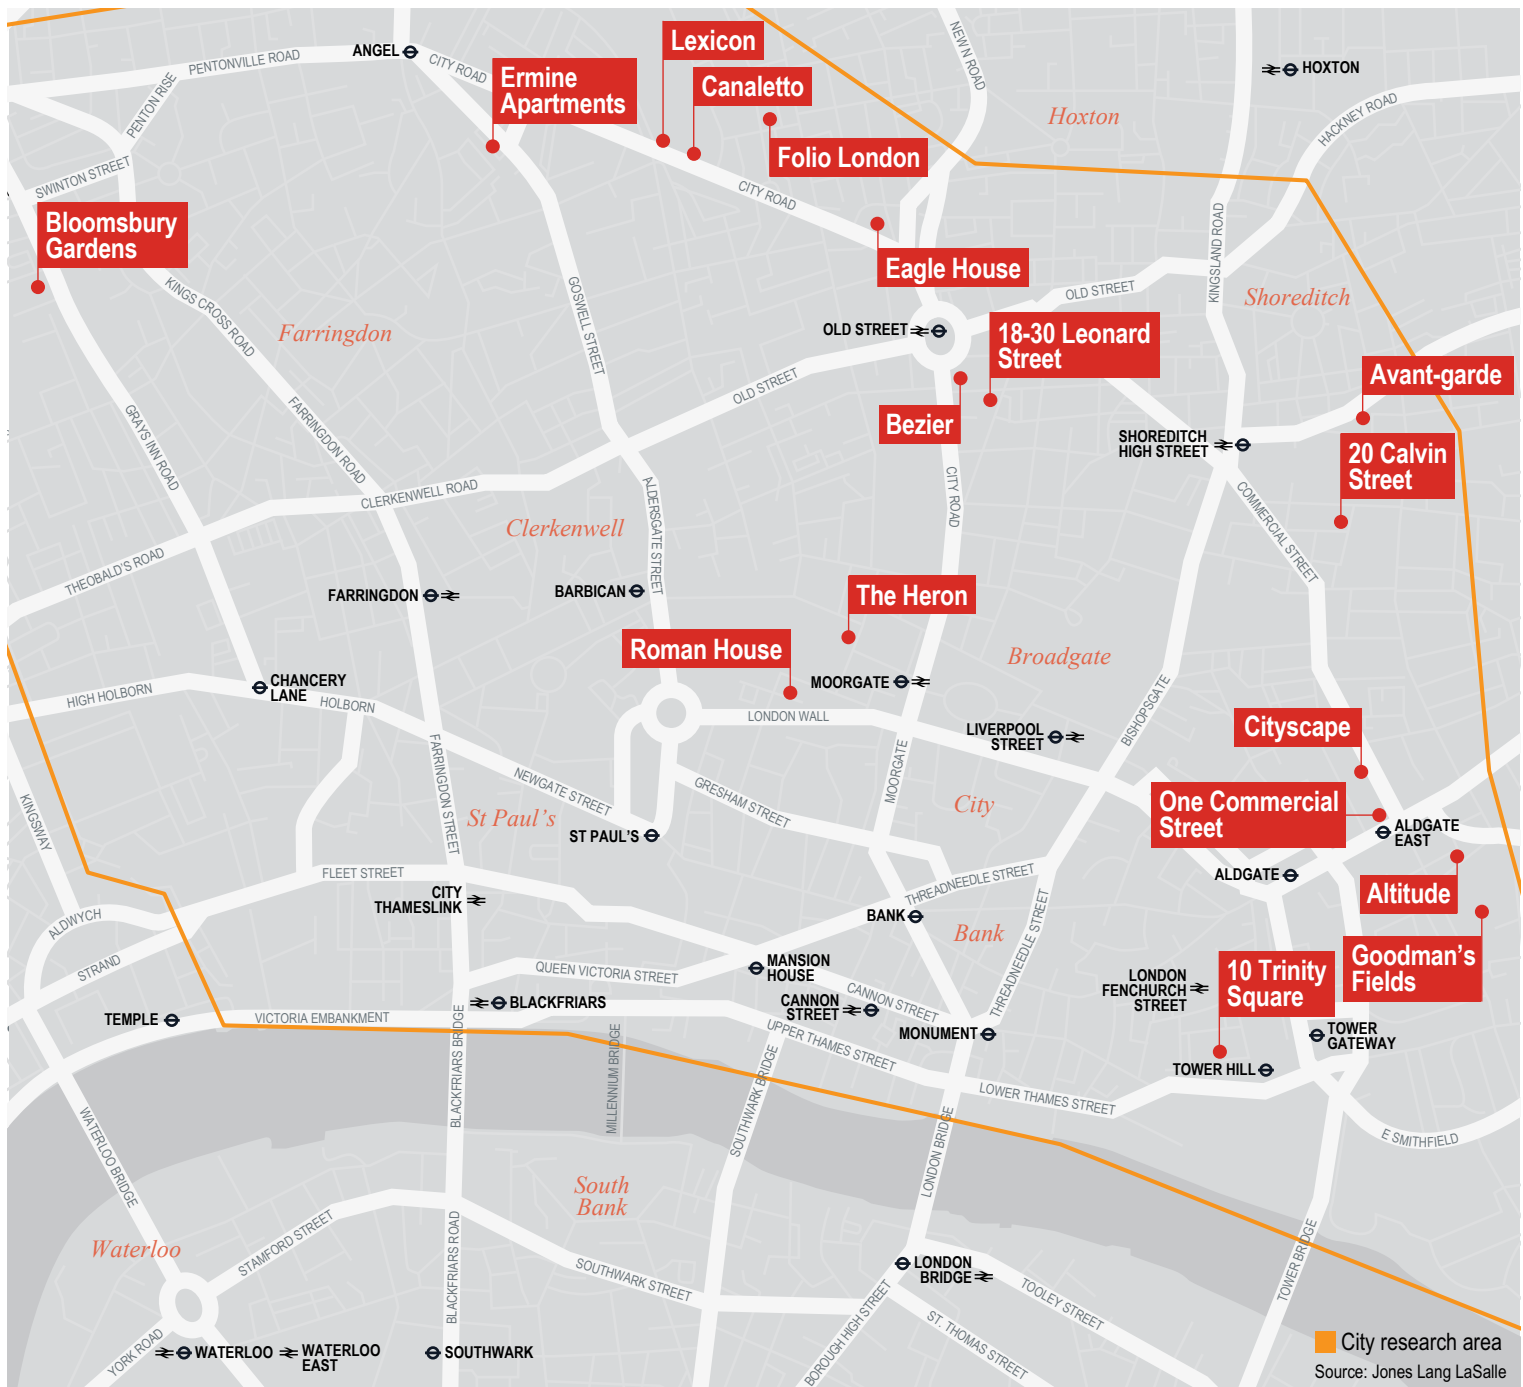 Lexicon
ANGEL
PENTONVILLE ROAD
CITY ROAD
NEW N ROAD
HOXTON
Ermine
Apartments
Canaletto
PENTON RISE
Hoxton
HACKNEY ROAD
Folio London
SWINTON STREET
CITY ROAD
Bloomsbury
Gardens
KINGSLAND ROAD
Eagle House
KINGS CROSS ROAD
GOSWELL STREET
OLD STREET
Shoreditch
Farringdon
OLD STREET
18-30 Leonard
Street
Avant-garde
OLD STREET
Bezier
GRAYS INN ROAD
FARRINGDON ROAD
SHOREDITCH
HIGH STREET
20 Calvin
Street
CLERKENWELL ROAD
ALDERSGATE STREET
CITY ROAD
COMMERCIAL STREET
Clerkenwell
THEOBALD'S ROAD
FARRINGDON
BARBICAN
The Heron
Roman House
Broadgate
MOORGATE
CHANCERY
LANE
HIGH HOLBORN
HOLBORN
LONDON WALL
BISHOPSGATE
LIVERPOOL
STREET
Cityscape
FARRINGDON STREET
MOORGATE
NEWGATE STREET
GRESHAM STREET
City
One Commercial
Street
KINGSWAY
St Paul's
ST PAUL'S
ALDGATE
EAST
FLEET STREET
THREADNEEDLE STREET
ALDGATE
Altitude
CITY
THAMESLINK
ALDWYCH
BANK
Bank
THREADNEEDLE STREET
Goodman's
Fields
STRAND
QUEEN VICTORIA STREET
MANSION
HOUSE
10 Trinity
Square
LONDON
FENCHURCH
STREET
CANNON STREET
CANNON
STREET
BLACKFRIARS
TEMPLE
VICTORIA EMBANKMENT
UPPER THAMES STREET
MONUMENT
TOWER
GATEWAY
TOWER HILL
BLACKFRIARS BRIDGE
MILLENNIUM BRIDGE
SOUTHWARK BRIDGE
LOWER THAMES STREET
E SMITHFIELD
WATERLOO BRIDGE
LONDON BRIDGE
South
Bank
Waterloo
STAMFORD STREET
BLACKFRIARS ROAD
SOUTHWARK STREET
LONDON
BRIDGE
TOOLEY STREET
TOWER BRIDGE
BOROUGH HIGH STREET
ST. THOMAS STREET
YORK ROAD
WATERLOO
WATERLOO
EAST
SOUTHWARK
City research area
Source: Jones Lang LaSalle